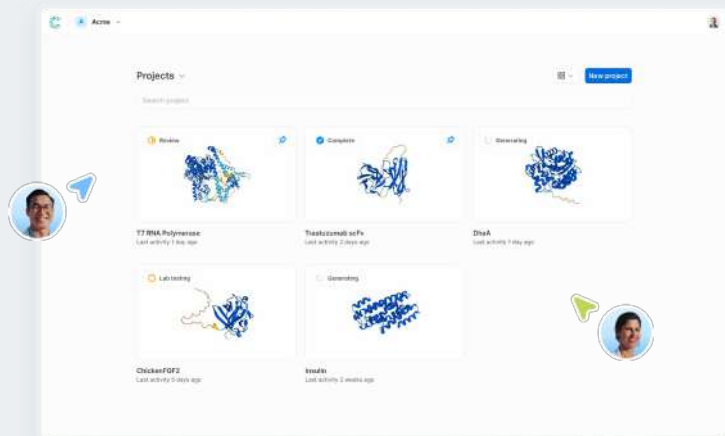 A Acme
Projects
New project
Search project
Review
Complete
Generating
T7 RNA Polymerase
Last activity 1 day ago
Trastuzumab scFv
Last activity 2 days ago
DhaA
Last activity 1 day ago
Lab testing
Generating
ChickenFGF2
Last activity 5 days ago
Insulin
Last activity 2 weeks ago